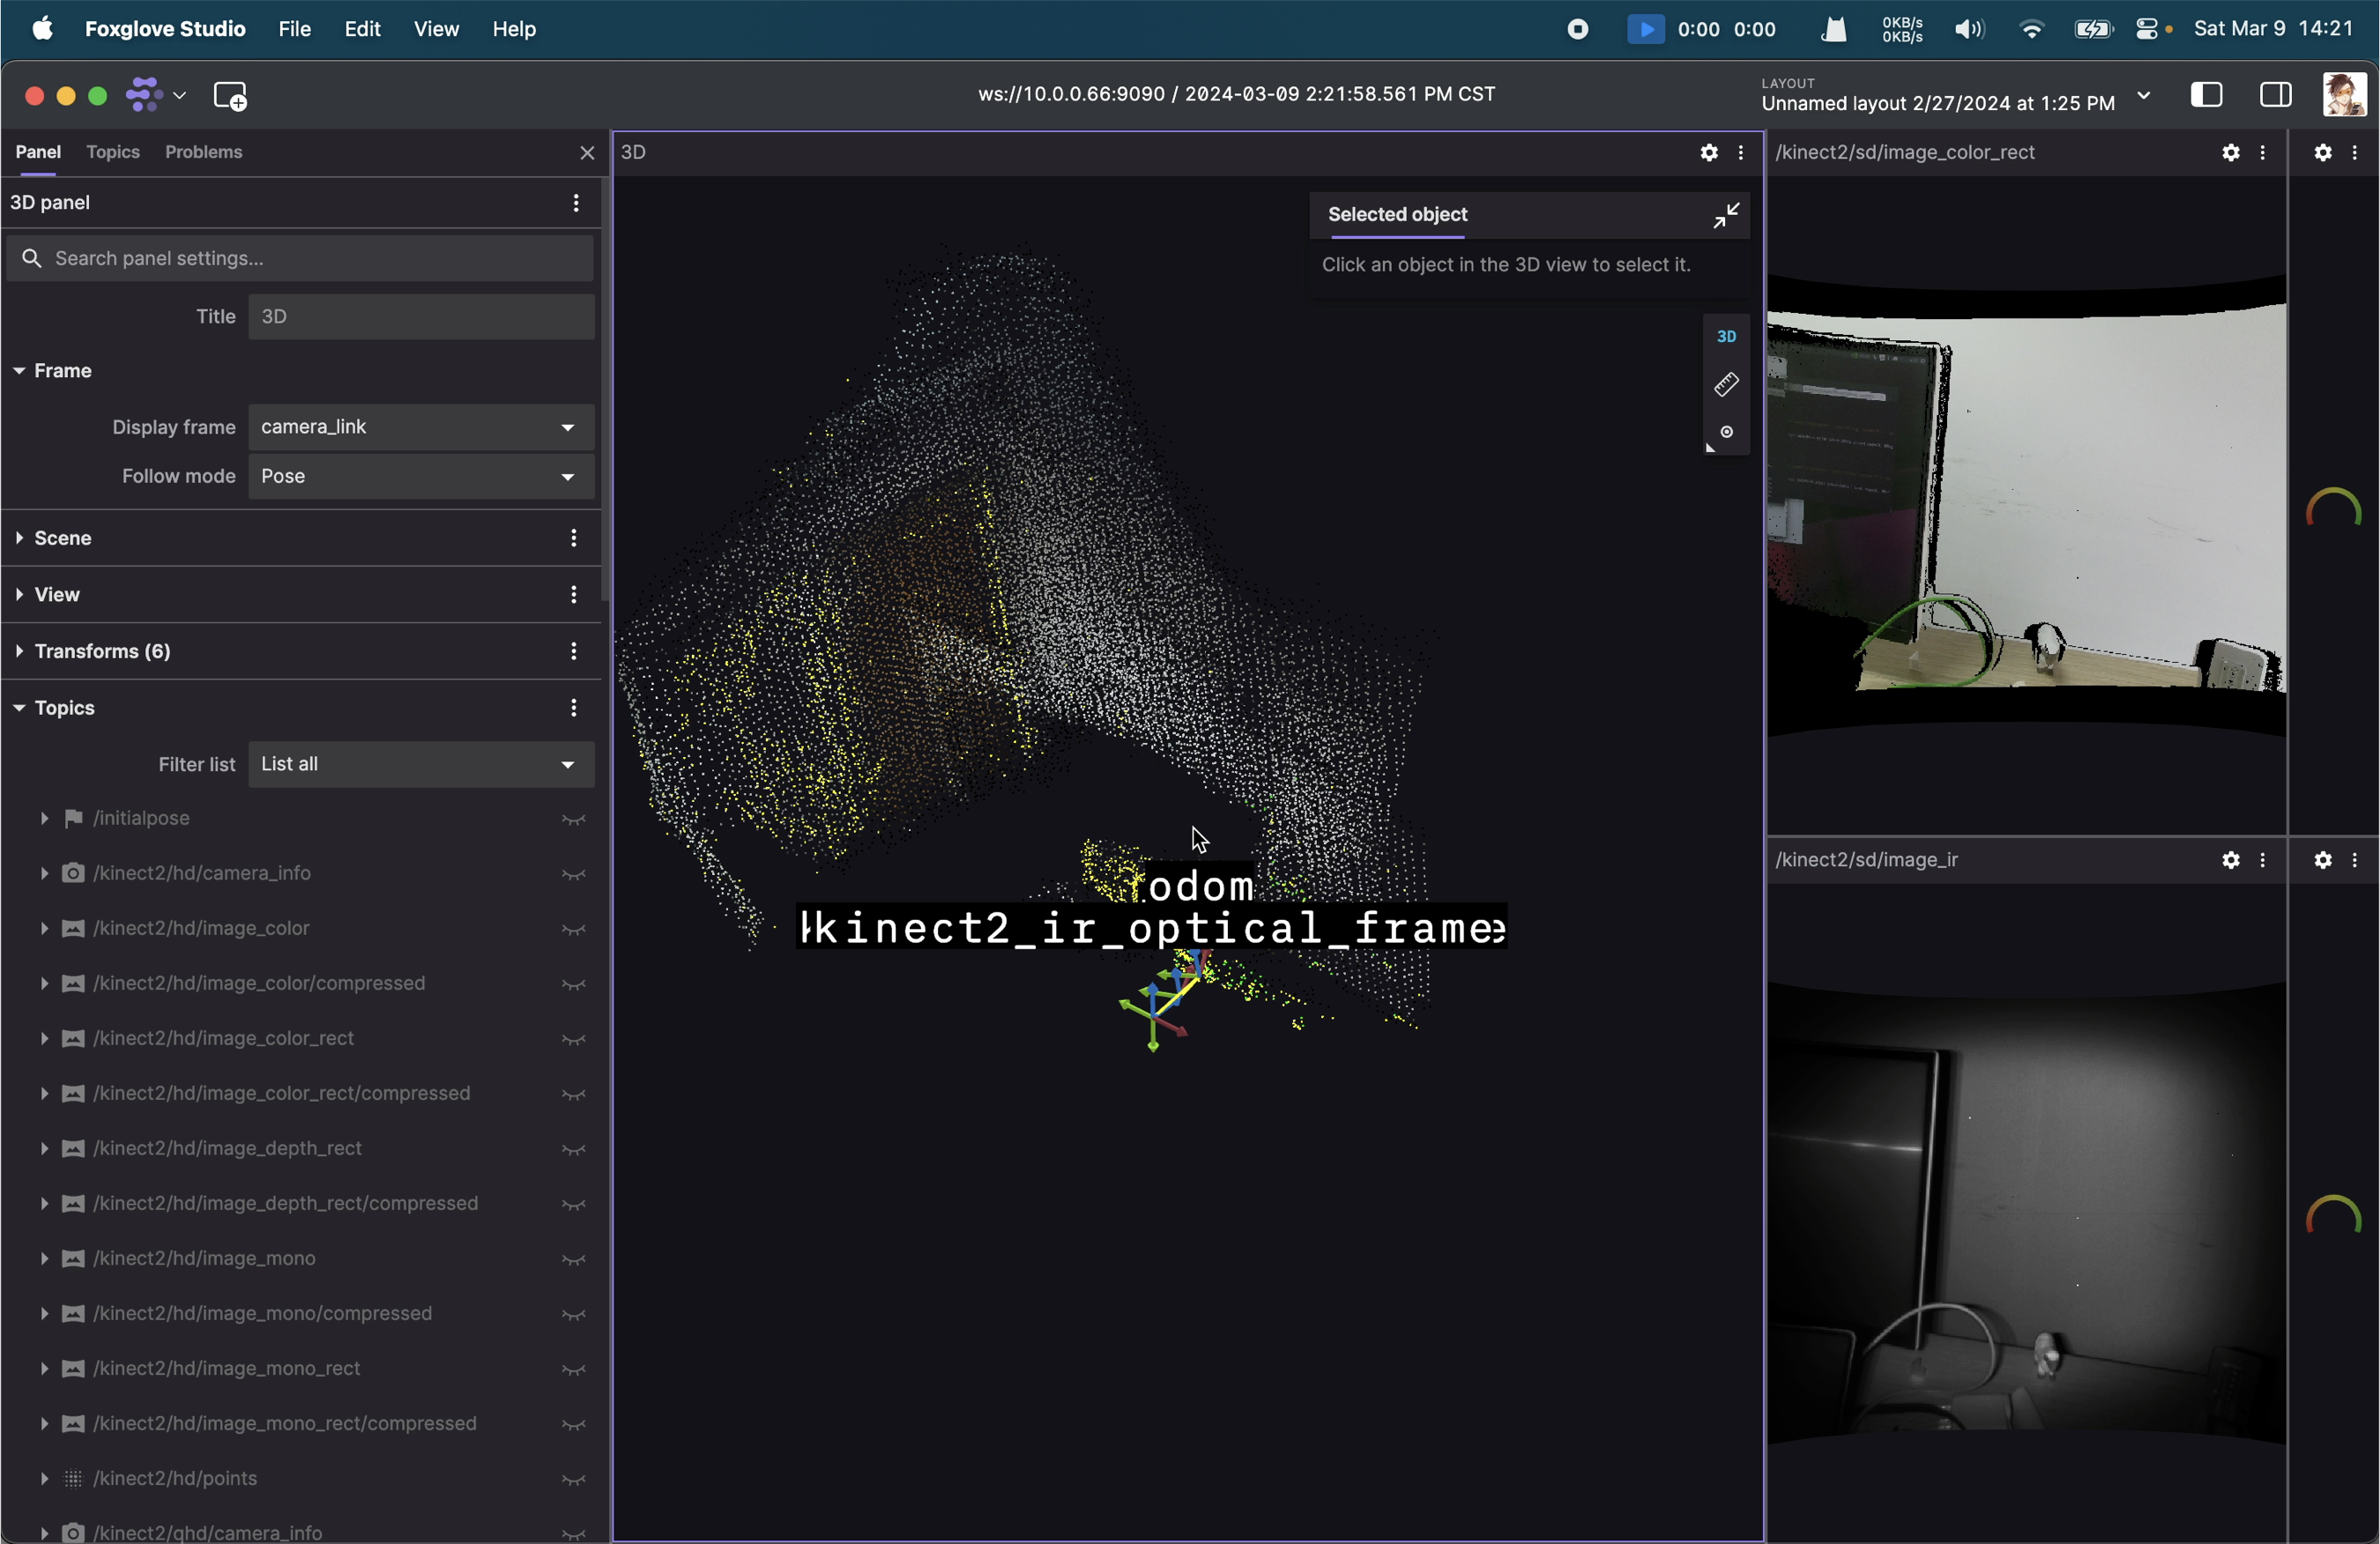 Foxglove Studio File Edit View Help 0:00 0:00 0KB/s 0KB/s Sat Mar 9 14:21
ws://10.0.0.66:9090 / 2024-03-09 2:21:58.561 PM CST
LAYOUT
Unnamed layout 2/27/2024 at 1:25 PM
Panel Topics Problems
3D panel
Search panel settings...
Title 3D
Frame
Display frame camera_link
Follow mode Pose
Scene
View
Transforms (6)
Topics
Filter list List all
/initialpose
/kinect2/hd/camera_info
/kinect2/hd/image_color
/kinect2/hd/image_color/compressed
/kinect2/hd/image_color_rect
/kinect2/hd/image_color_rect/compressed
/kinect2/hd/image_depth_rect
/kinect2/hd/image_depth_rect/compressed
/kinect2/hd/image_mono
/kinect2/hd/image_mono/compressed
/kinect2/hd/image_mono_rect
/kinect2/hd/image_mono_rect/compressed
/kinect2/hd/points
/kinect2/qhd/camera_info
3D
Selected object
Click an object in the 3D view to select it.
3D
odom
kinect2_ir_optical_frame
/kinect2/sd/image_color_rect
/kinect2/sd/image_ir